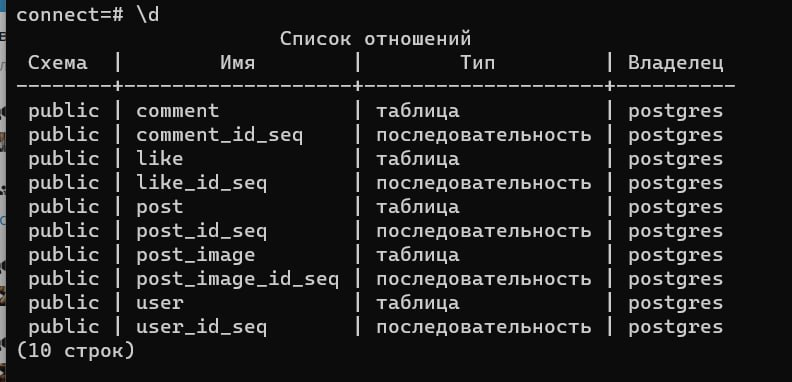 connect=# \d
Список отношений
Схема | Имя | Тип | Владелец
--------+-------------------+--------------------+----------
public | comment | таблица | postgres
public | comment_id_seq | последовательность | postgres
public | like | таблица | postgres
public | like_id_seq | последовательность | postgres
public | post | таблица | postgres
public | post_id_seq | последовательность | postgres
public | post_image | таблица | postgres
public | post_image_id_seq | последовательность | postgres
public | user | таблица | postgres
public | user_id_seq | последовательность | postgres
(10 строк)